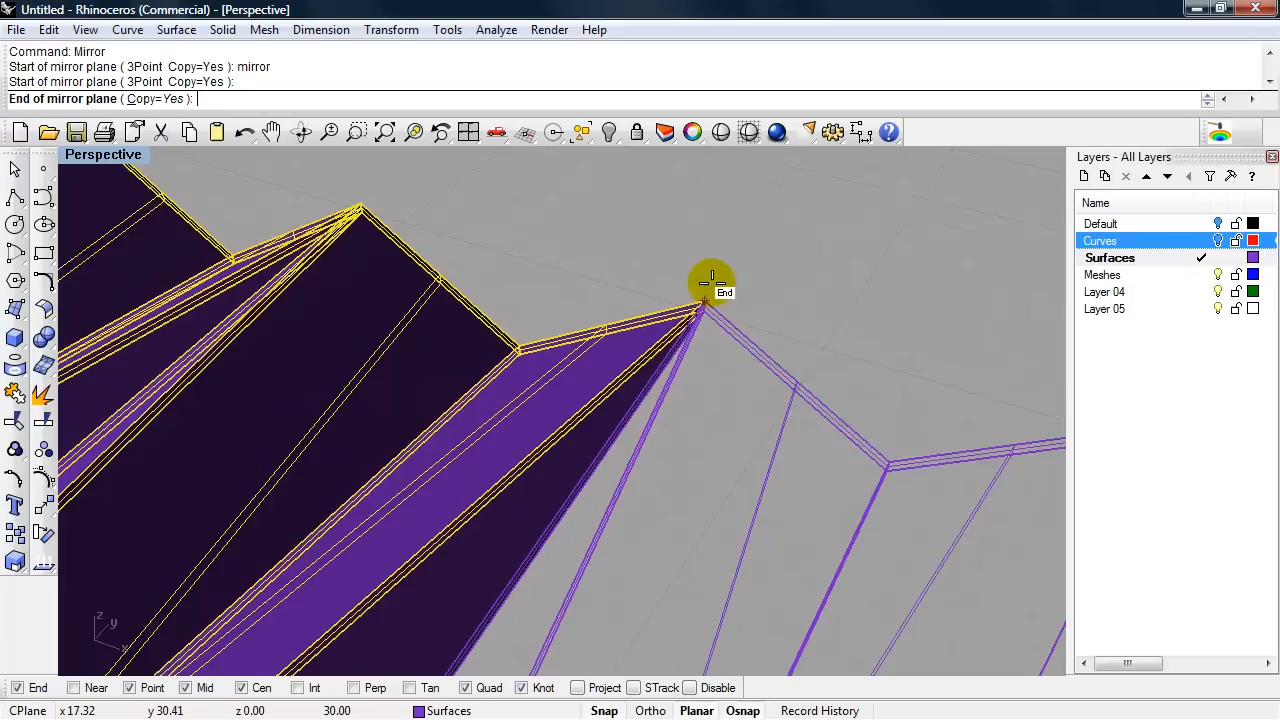 Untitled - Rhinoceros (Commercial) - [Perspective]
File Edit View Curve Surface Solid Mesh Dimension Transform Tools Analyze Render Help
Command: Mirror
Start of mirror plane ( 3Point Copy=Yes ): mirror
Start of mirror plane ( 3Point Copy=Yes ):
End of mirror plane ( Copy=Yes ):
Perspective
Layers - All Layers
Name
Default
Curves
Surfaces
Meshes
Layer 04
Layer 05
End
z
y
x
End Near Point Mid Cen Int Perp Tan Quad Knot Project STrack Disable
CPlane x 17.32 y 30.41 z 0.00 30.00 Surfaces Snap Ortho Planar Osnap Record History